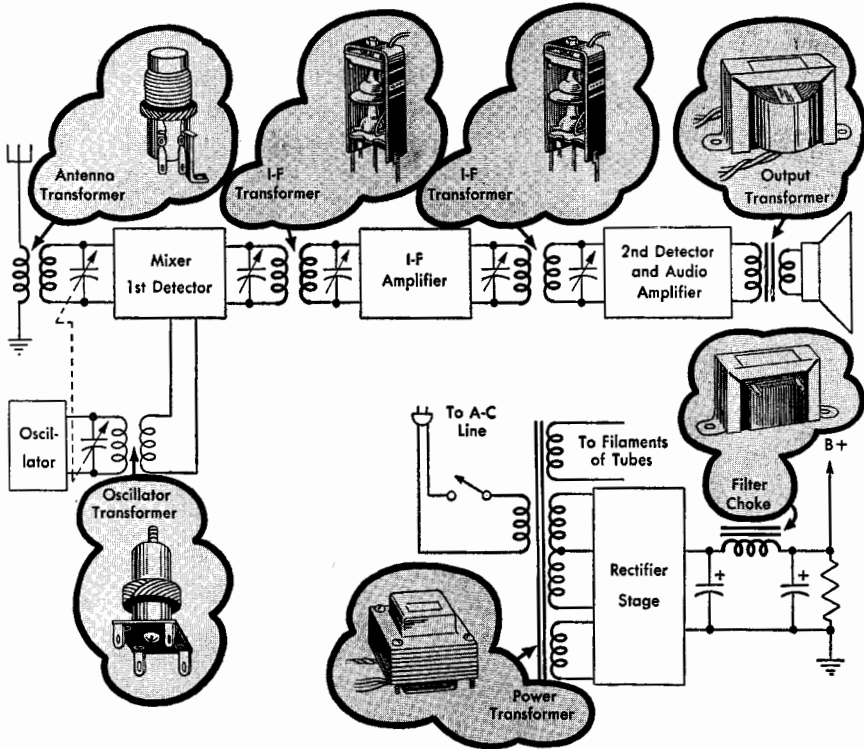 Antenna
Transformer
I-F
Transformer
I-F
Transformer
Output
Transformer
Mixer
1st Detector
I-F
Amplifier
2nd Detector
and Audio
Amplifier
Oscil-
lator
Oscillator
Transformer
To A-C
Line
To Filaments
of Tubes
Filter
Choke
B+
Rectifier
Stage
+
+
Power
Transformer